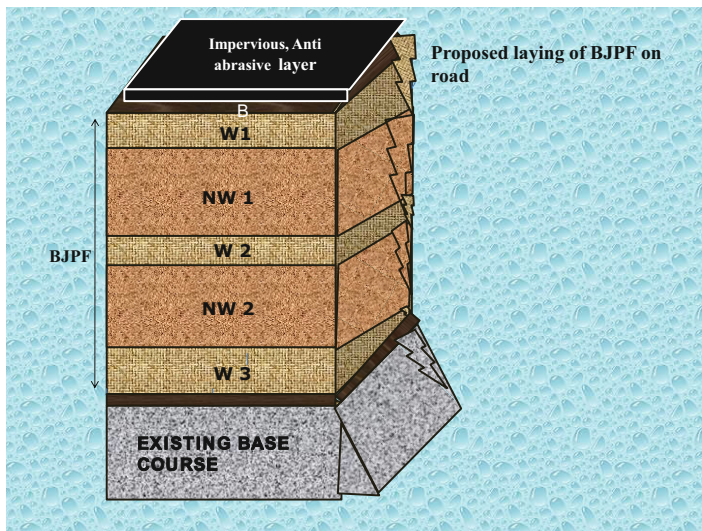 Impervious, Anti
abrasive layer
Proposed laying of BJPF on
road
B
W1
NW 1
W 2
BJPF
NW 2
W 3
EXISTING BASE
COURSE